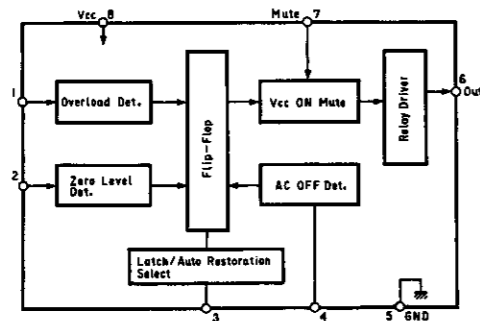 Vcc 8
Mute 7
6
Out
1
Overload Det.
Flip-Flop
Vcc ON Mute
Relay Driver
2
Zero Level
Det.
AC OFF Det.
Latch/Auto Restoration
Select
3
4
5 GND